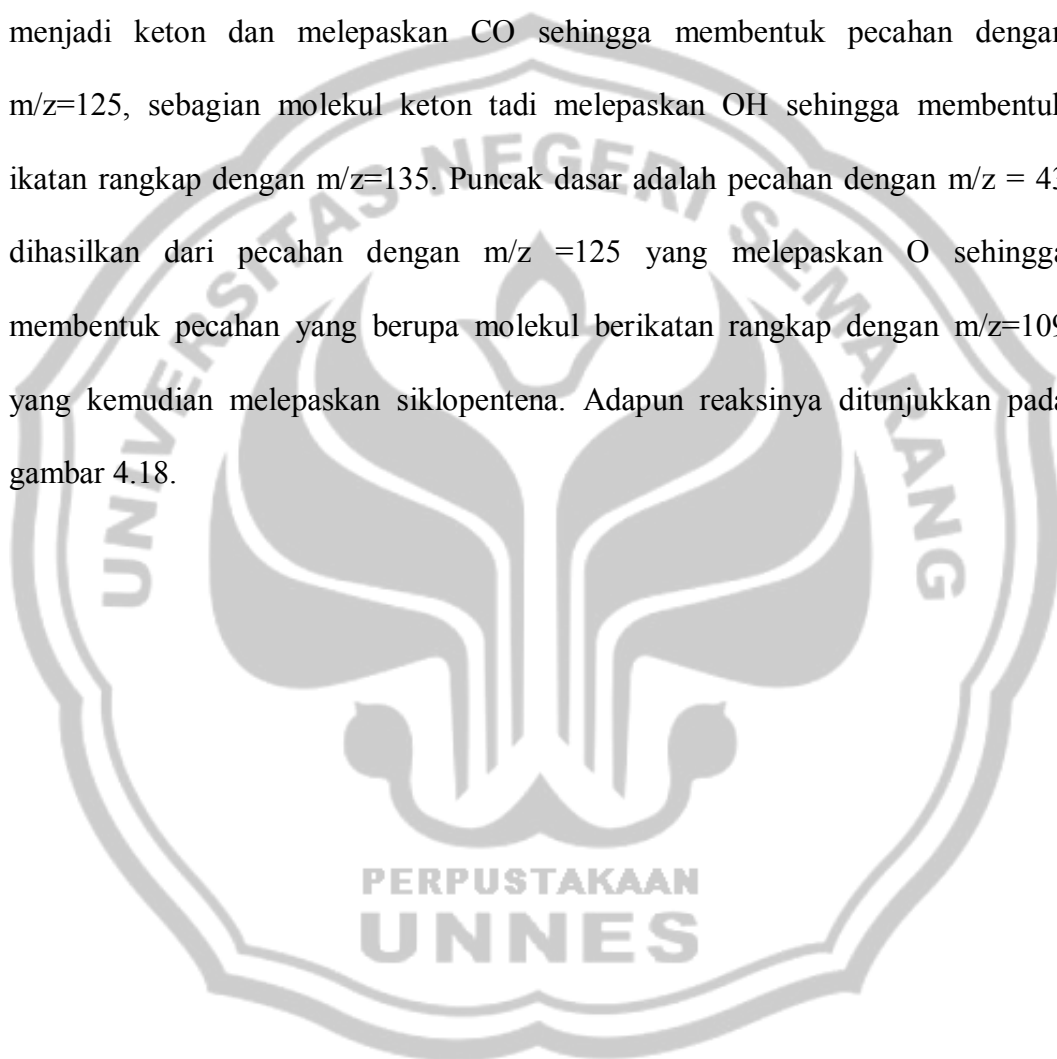 menjadi keton dan melepaskan CO sehingga membentuk pecahan dengan
m/z=125, sebagian molekul keton tadi melepaskan OH sehingga membentuk
ikatan rangkap dengan m/z=135. Puncak dasar adalah pecahan dengan m/z = 43
dihasilkan dari pecahan dengan m/z =125 yang melepaskan O sehingga
membentuk pecahan yang berupa molekul berikatan rangkap dengan m/z=109
yang kemudian melepaskan siklopentena. Adapun reaksinya ditunjukkan pada
gambar 4.18.
UNIVERSITAS NEGERI SEMARANG
PERPUSTAKAAN
UNNES